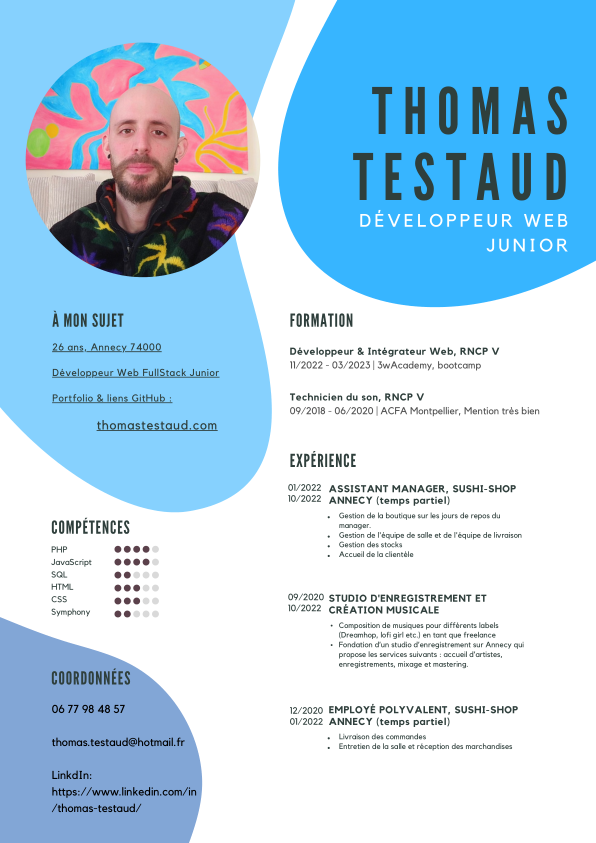 THOMAS
TESTAUD
DÉVELOPPEUR WEB
JUNIOR
À MON SUJET
26 ans, Annecy 74000
Développeur Web FullStack Junior
Portfolio & liens GitHub :
thomastestaud.com
COMPÉTENCES
PHP
JavaScript
SQL
HTML
CSS
Symphony
COORDONNÉES
06 77 98 48 57
thomas.testaud@hotmail.fr
LinkdIn:
https://www.linkedin.com/in
/thomas-testaud/
FORMATION
Développeur & Intégrateur Web, RNCP V
11/2022 - 03/2023 | 3wAcademy, bootcamp
Technicien du son, RNCP V
09/2018 - 06/2020 | ACFA Montpellier, Mention très bien
EXPÉRIENCE
01/2022 ASSISTANT MANAGER, SUSHI-SHOP
10/2022 ANNECY (temps partiel)
• Gestion de la boutique sur les jours de repos du
manager.
• Gestion de l'équipe de salle et de l'équipe de livraison
• Gestion des stocks
• Accueil de la clientèle
09/2020 STUDIO D'ENREGISTREMENT ET
10/2022 CRÉATION MUSICALE
• Composition de musiques pour différents labels
(Dreamhop, lofi girl etc.) en tant que freelance
• Fondation d'un studio d'enregistrement sur Annecy qui
propose les services suivants : accueil d'artistes,
enregistrements, mixage et mastering.
12/2020 EMPLOYÉ POLYVALENT, SUSHI-SHOP
01/2022 ANNECY (temps partiel)
• Livraison des commandes
• Entretien de la salle et réception des marchandises